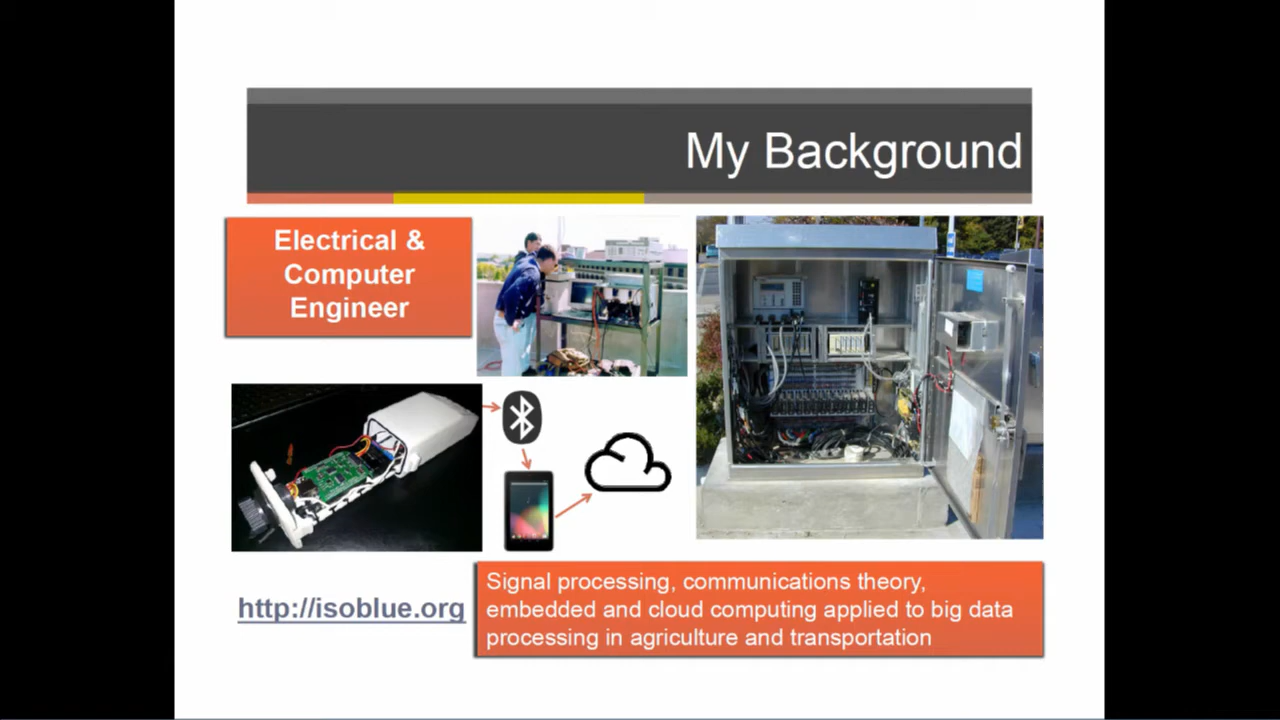 My Background
Electrical &
Computer
Engineer
http://isoblue.org
Signal processing, communications theory,
embedded and cloud computing applied to big data
processing in agriculture and transportation